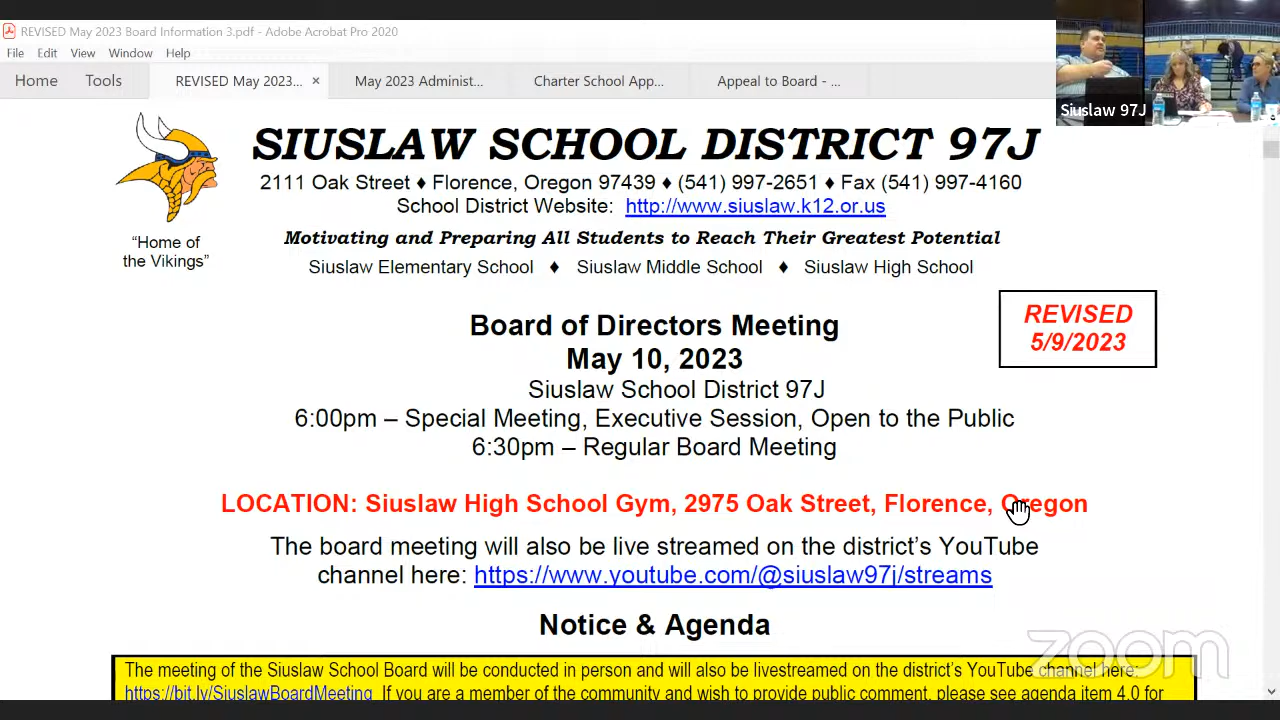 REVISED May 2023 Board Information 3.pdf - Adobe Acrobat Pro 2020
File Edit View Window Help
Home Tools REVISED May 2023... × May 2023 Administ... Charter School App... Appeal to Board - ...
Siuslaw 97J
SIUSLAW SCHOOL DISTRICT 97J
2111 Oak Street ♦ Florence, Oregon 97439 ♦ (541) 997-2651 ♦ Fax (541) 997-4160
School District Website: http://www.siuslaw.k12.or.us
Motivating and Preparing All Students to Reach Their Greatest Potential
"Home of
the Vikings"
Siuslaw Elementary School ♦ Siuslaw Middle School ♦ Siuslaw High School
REVISED
5/9/2023
Board of Directors Meeting
May 10, 2023
Siuslaw School District 97J
6:00pm – Special Meeting, Executive Session, Open to the Public
6:30pm – Regular Board Meeting
LOCATION: Siuslaw High School Gym, 2975 Oak Street, Florence, Oregon
The board meeting will also be live streamed on the district's YouTube
channel here: https://www.youtube.com/@siuslaw97j/streams
Notice & Agenda
zoom
The meeting of the Siuslaw School Board will be conducted in person and will also be livestreamed on the district's YouTube channel here:
https://bit.ly/SiuslawBoardMeeting If you are a member of the community and wish to provide public comment, please see agenda item 4.0 for